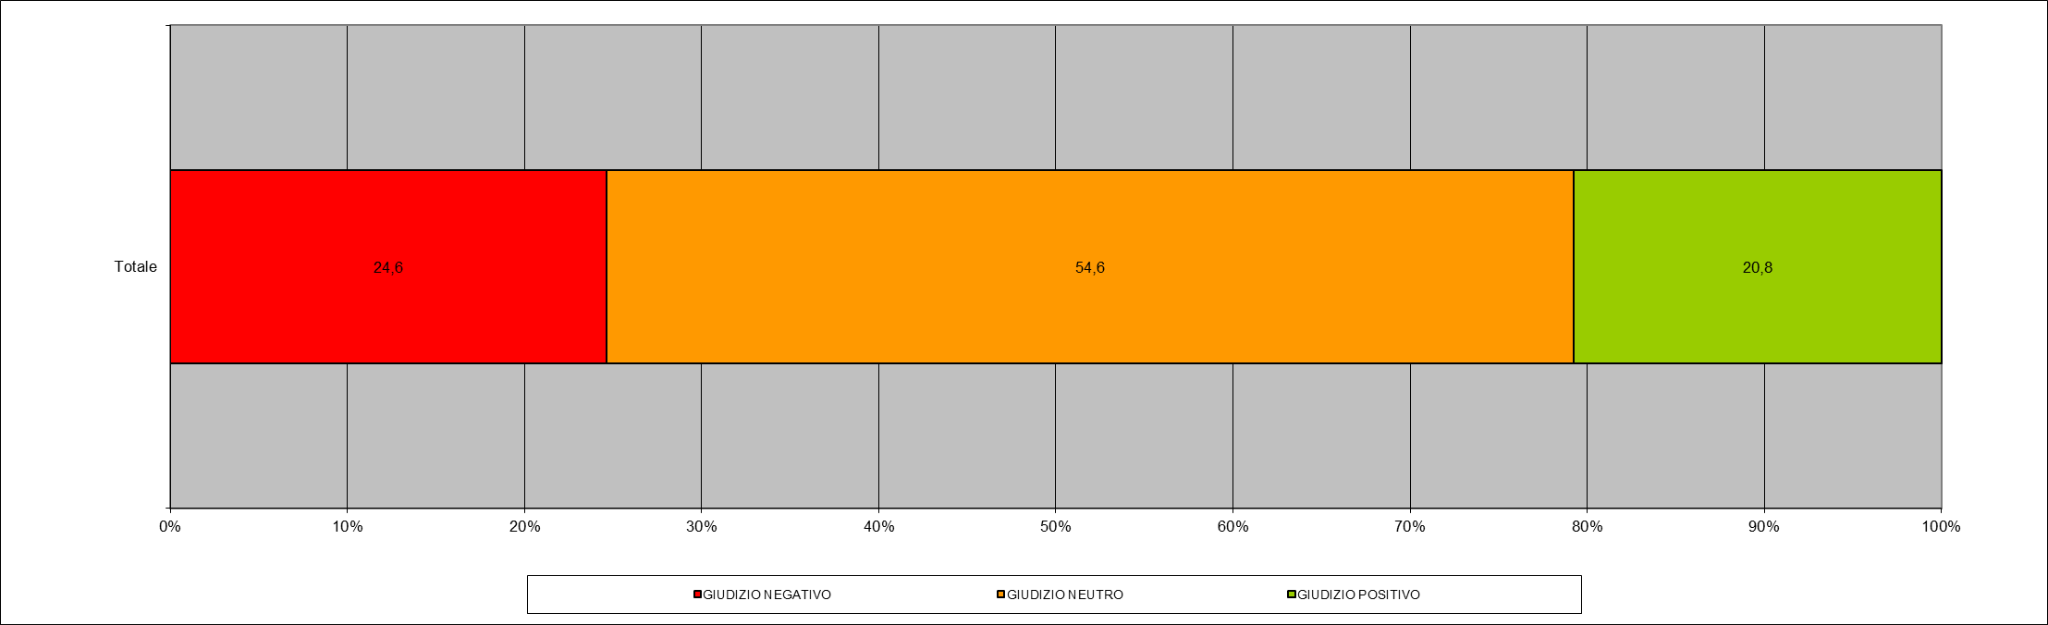 Totale
24,6 54,6 20,8
0% 10% 20% 30% 40% 50% 60% 70% 80% 90% 100%
GIUDIZIO NEGATIVO GIUDIZIO NEUTRO GIUDIZIO POSITIVO